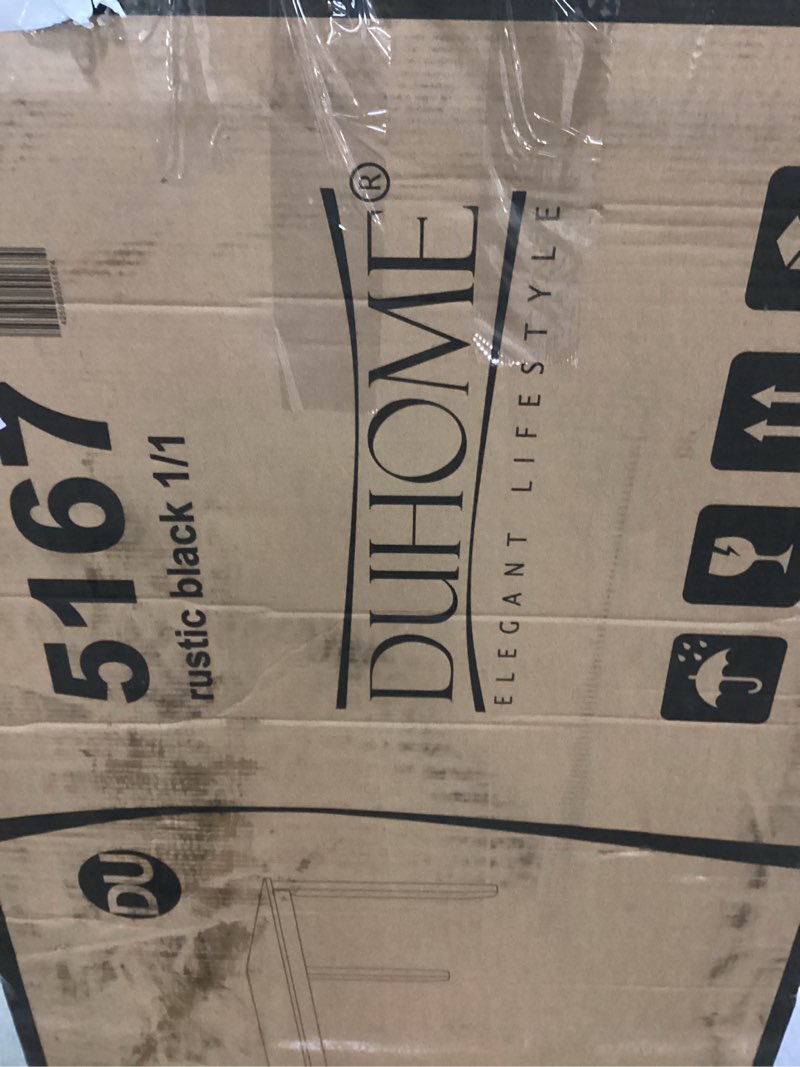 5167
rustic black 1/1
DUHOME®
ELEGANT LIFESTYLE
DU